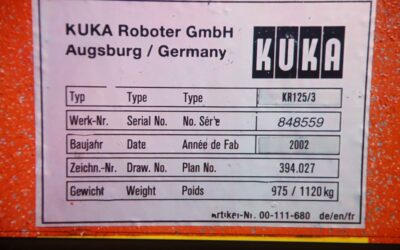 KUKA Roboter GmbH
Augsburg / Germany
KUKA
Typ Type Type KR125/3
Werk-Nr. Serial No. No. Sér'e 848559
Baujahr Date Année de Fab 2002
Zeichn.-Nr. Draw. No. Plan No. 394.027
Gewicht Weight Poids 975 / 1120 kg
Artikel-Nr. 00-111-680 de/en/fr